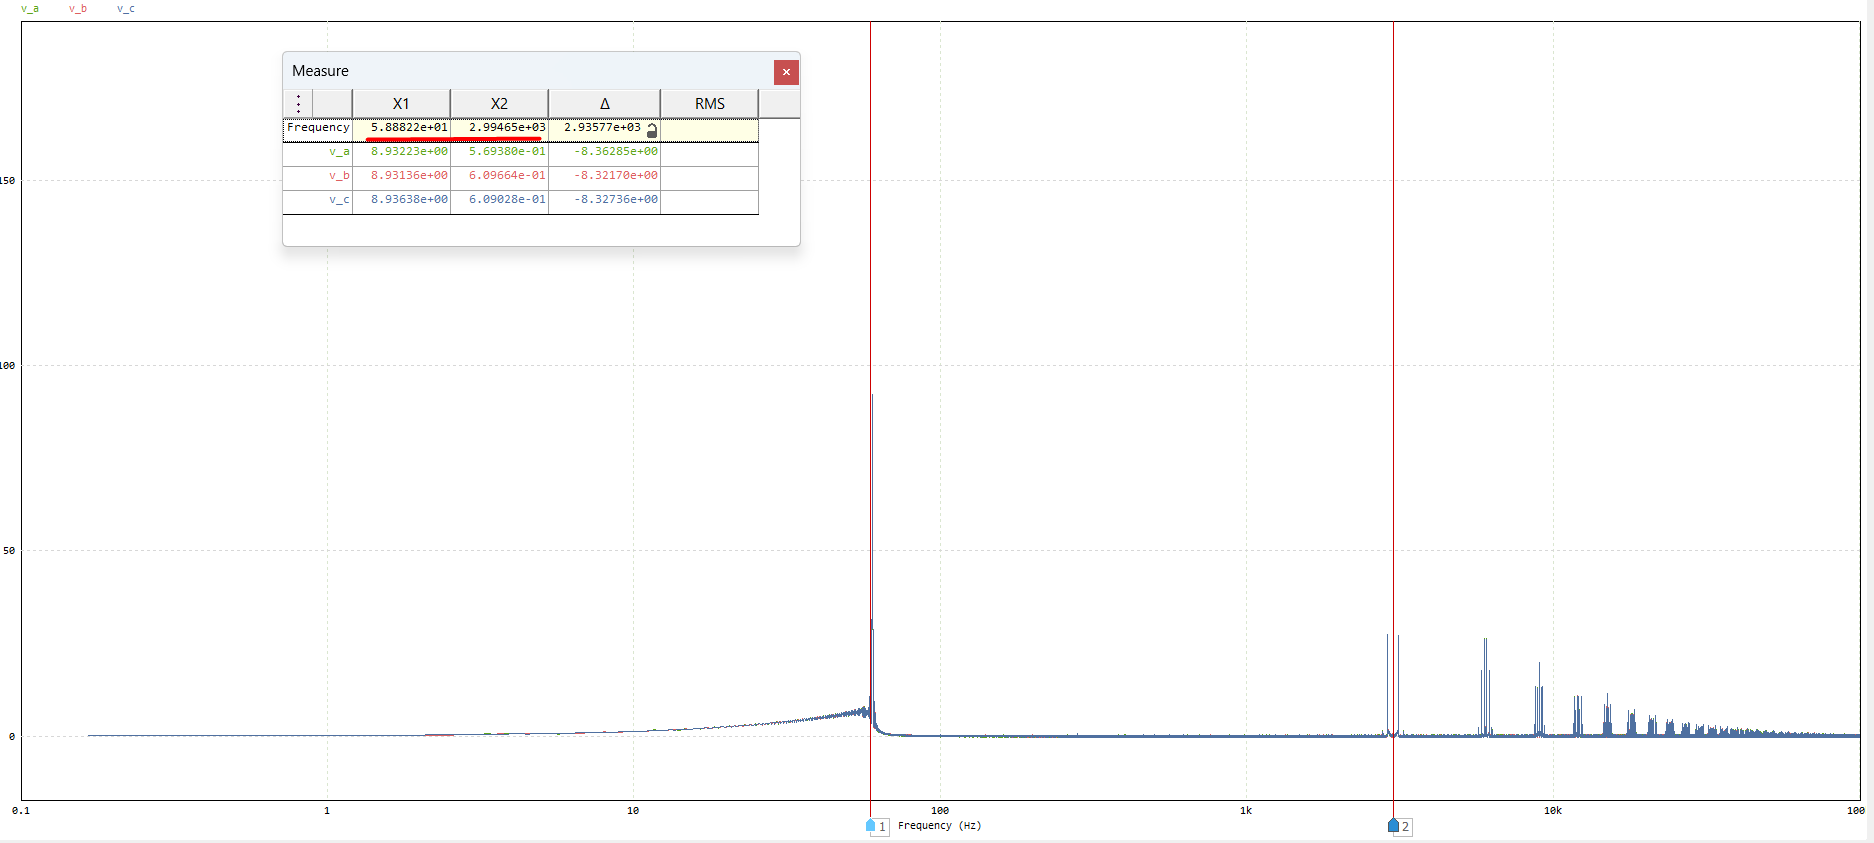 v_a v_b v_c
Measure
X1 X2 Δ RMS
Frequency 5.88822e+01 2.99465e+03 2.93577e+03
v_a 8.93223e+00 5.69380e-01 -8.36285e+00
v_b 8.93136e+00 6.09664e-01 -8.32170e+00
v_c 8.93638e+00 6.09028e-01 -8.32736e+00
150
100
50
0
0.1 1 10 100 1k 10k 100
1 Frequency (Hz) 2